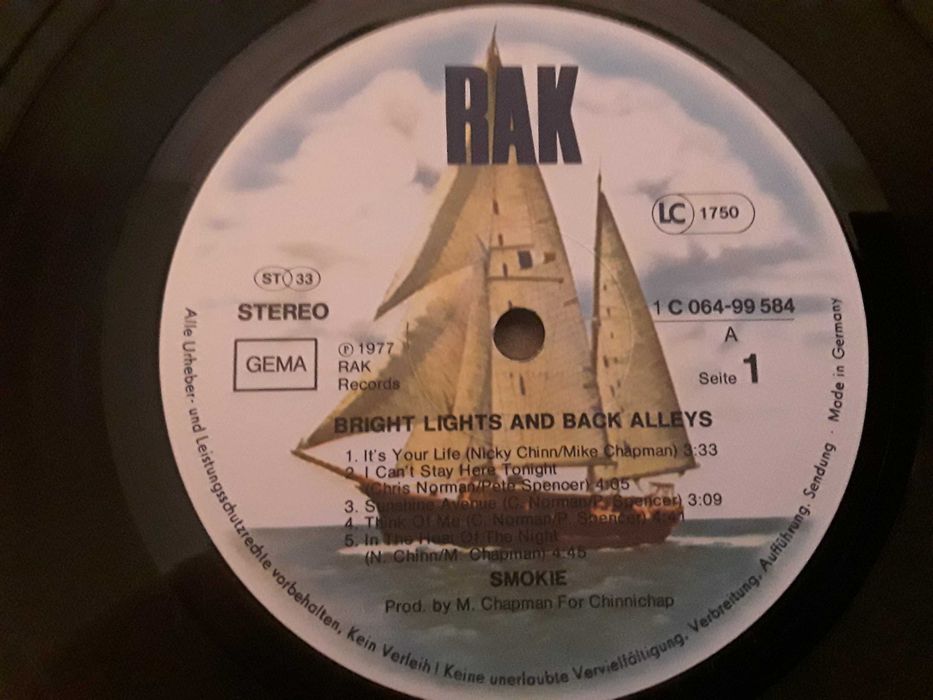 RAK
LC 1750
ST 33
STEREO
1 C 064-99 584
GEMA
Ⓟ 1977
RAK
Records
A
Seite 1
BRIGHT LIGHTS AND BACK ALLEYS
1. It's Your Life (Nicky Chinn/Mike Chapman) 3:33
2. I Can't Stay Here Tonight
(Chris Norman/Pete Spencer) 4:05
3. Sunshine Avenue (C. Norman/P. Spencer) 3:09
4. Think Of Me (C. Norman/P. Spencer) 4:41
5. In The Heat Of The Night
(N. Chinn/M. Chapman) 4:45
SMOKIE
Prod. by M. Chapman For Chinnichap
Alle Urheber- und Leistungsschutzrechte vorbehalten, Kein Verleih! Keine unerlaubte Vervielfältigung, Verbreitung, Aufführung, Sendung · Made in Germany